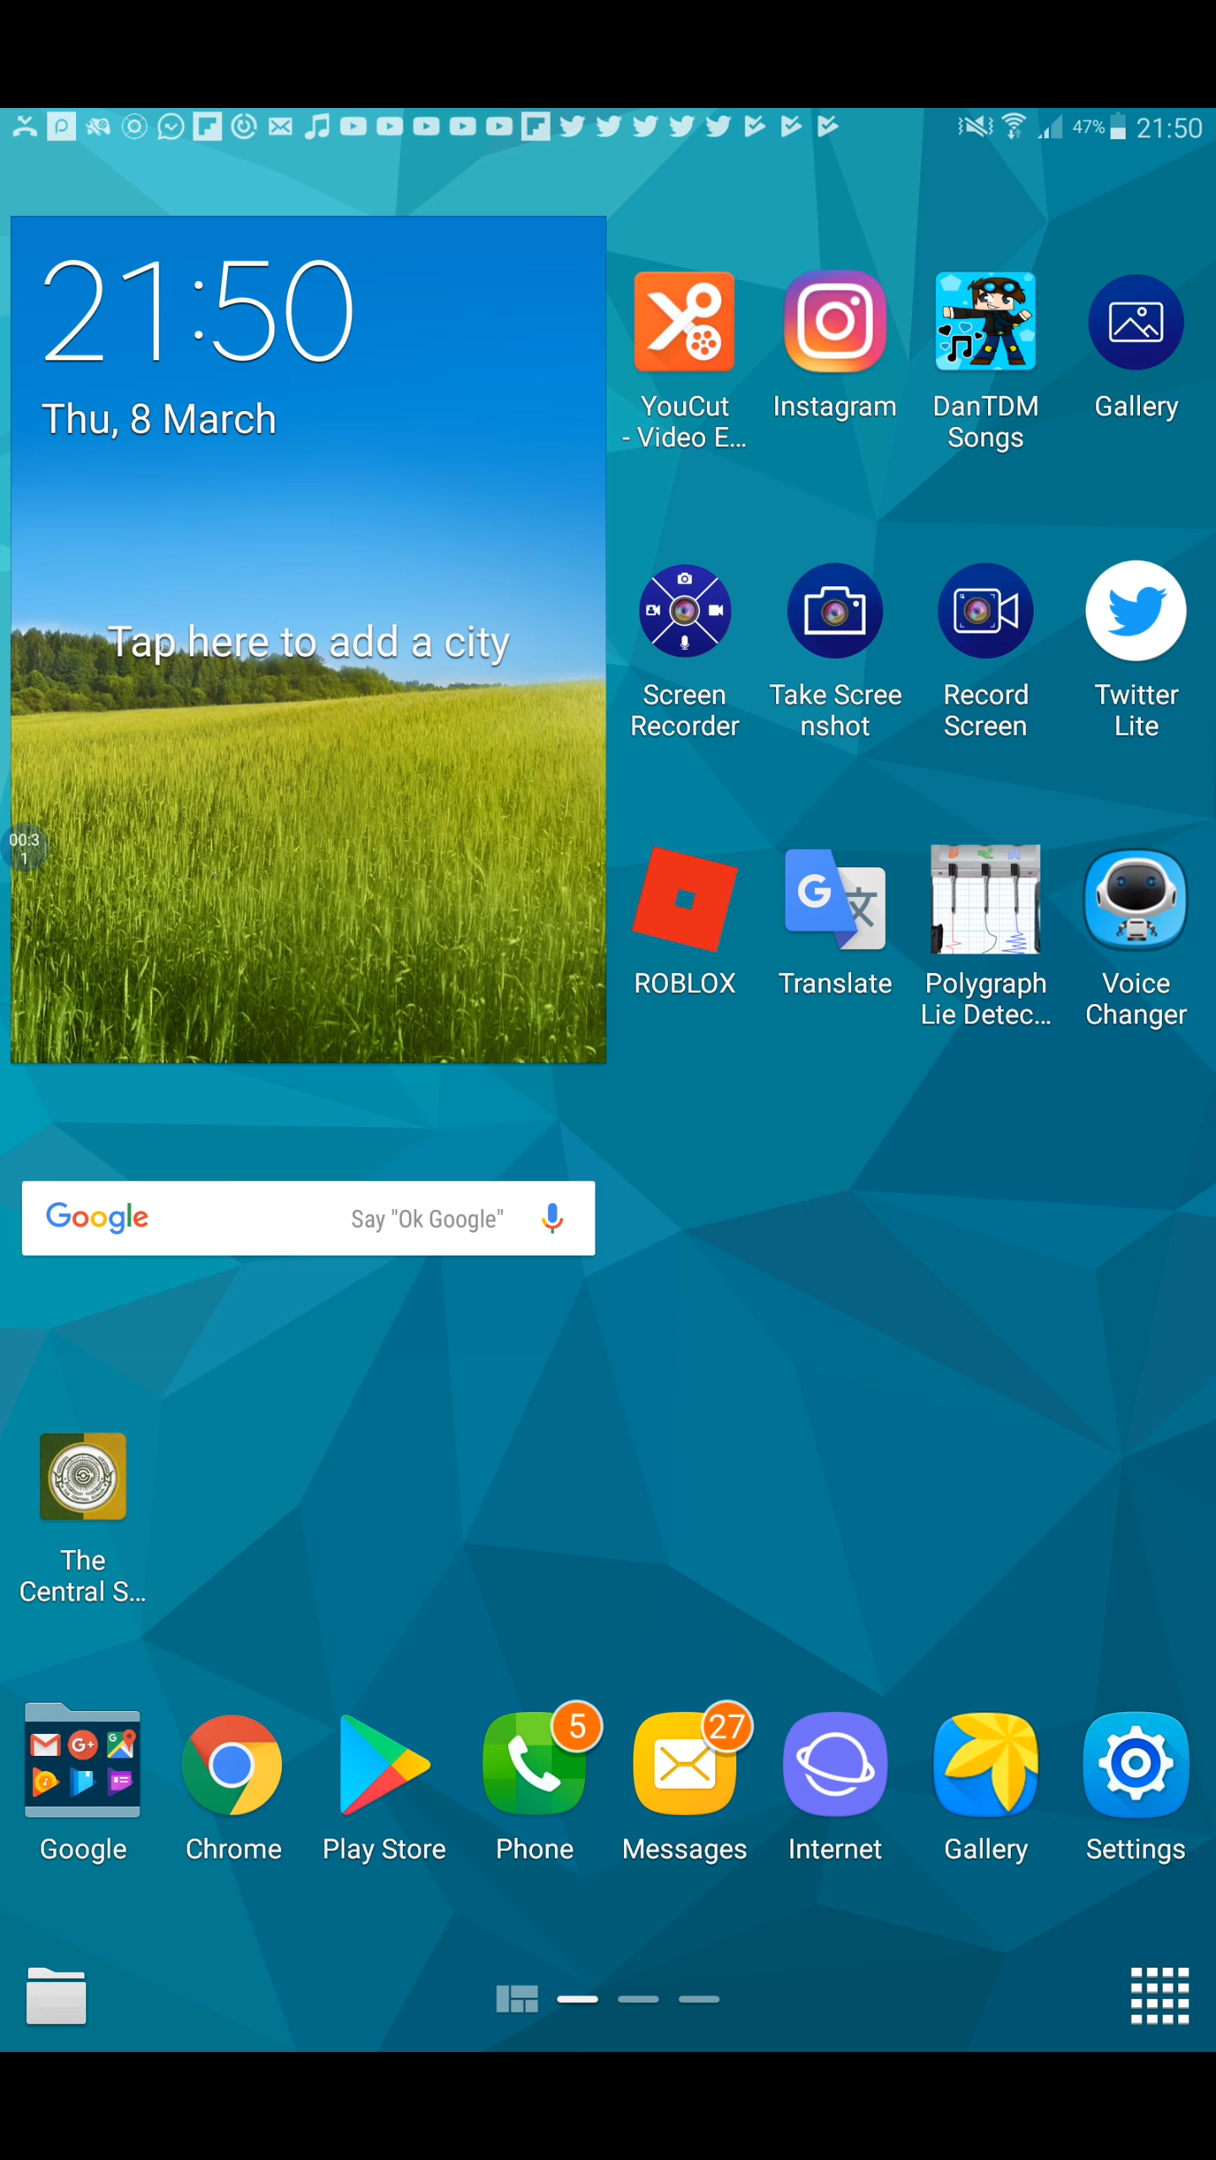 47% 21:50
21:50
Thu, 8 March
Tap here to add a city
YouCut
- Video E...
Instagram
DanTDM
Songs
Gallery
Screen
Recorder
Take Scree
nshot
Record
Screen
Twitter
Lite
00:3
1
ROBLOX
Translate
Polygraph
Lie Detec...
Voice
Changer
Google
Say "Ok Google"
The
Central S...
5
27
Google
Chrome
Play Store
Phone
Messages
Internet
Gallery
Settings